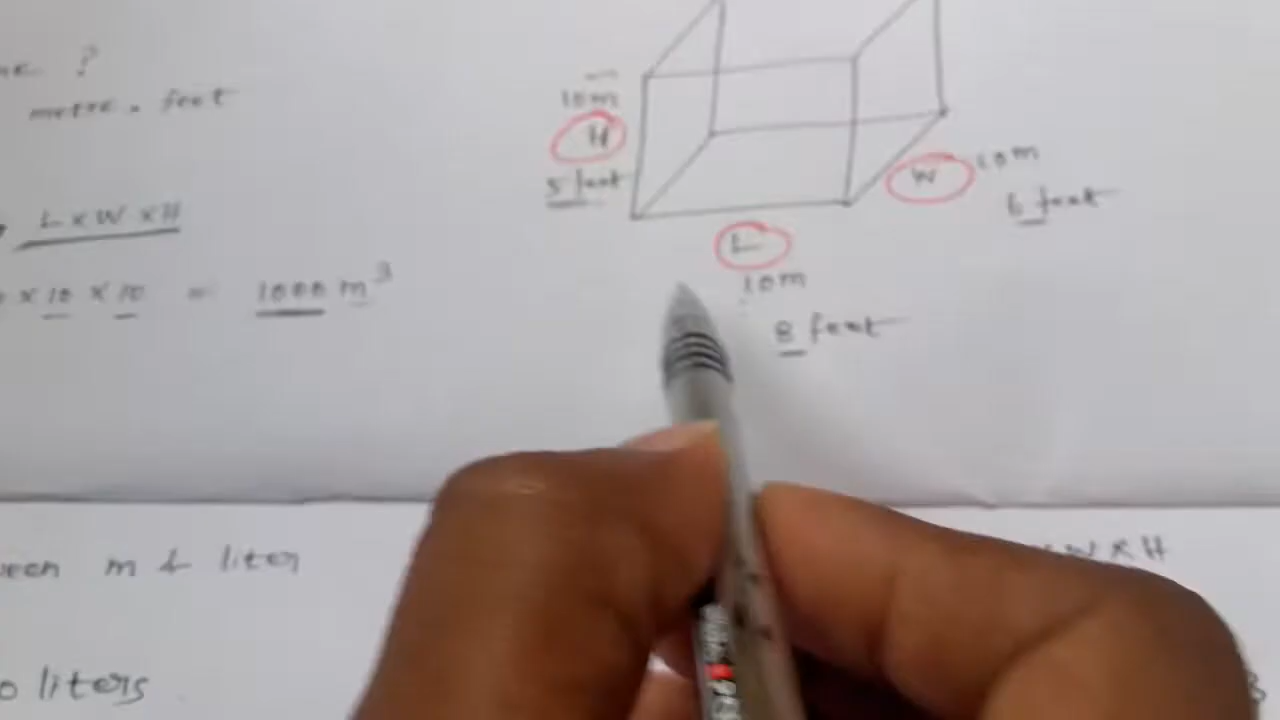 ?
metre, feet
L x W x H
x 10 x 10 = 1000 m³
10m
H
5 feet
W 10m
6 feet
L
10m
8 feet
m & liter
liters
W x H